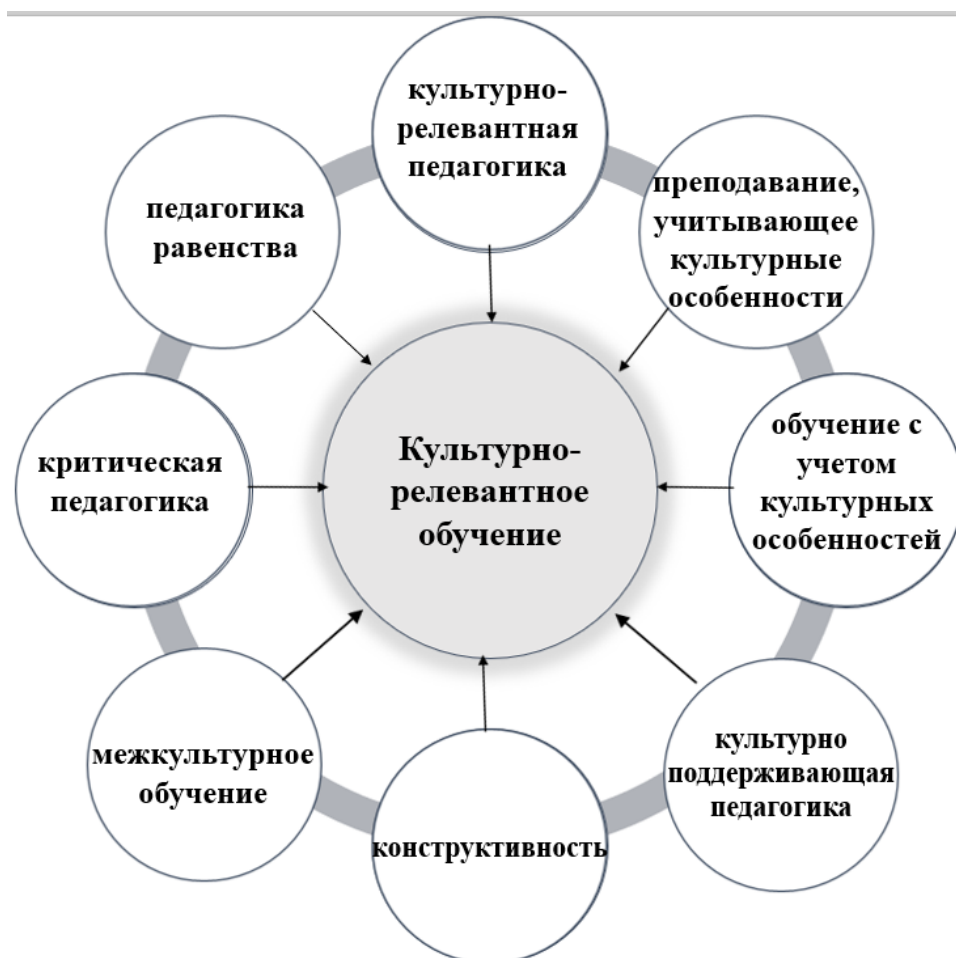 культурно-
релевантная
педагогика
преподавание,
учитывающее
культурные
особенности
обучение с
учетом
культурных
особенностей
культурно
поддерживающая
педагогика
конструктивность
межкультурное
обучение
критическая
педагогика
педагогика
равенства
Культурно-
релевантное
обучение